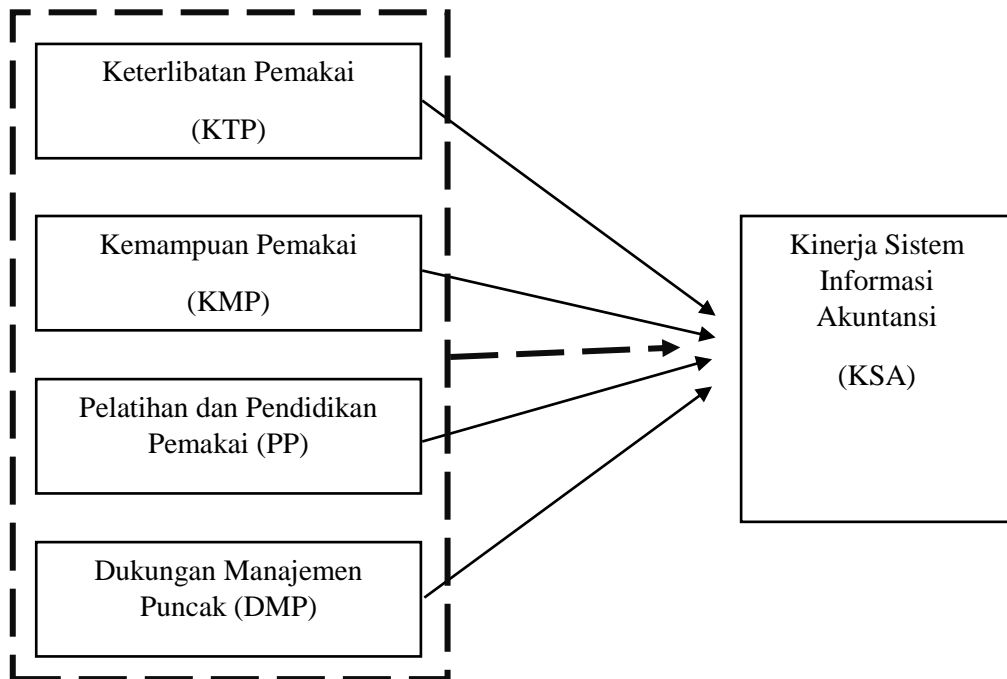 Keterlibatan Pemakai
(KTP)
Kemampuan Pemakai
(KMP)
Pelatihan dan Pendidikan
Pemakai (PP)
Dukungan Manajemen
Puncak (DMP)
Kinerja Sistem
Informasi
Akuntansi
(KSA)